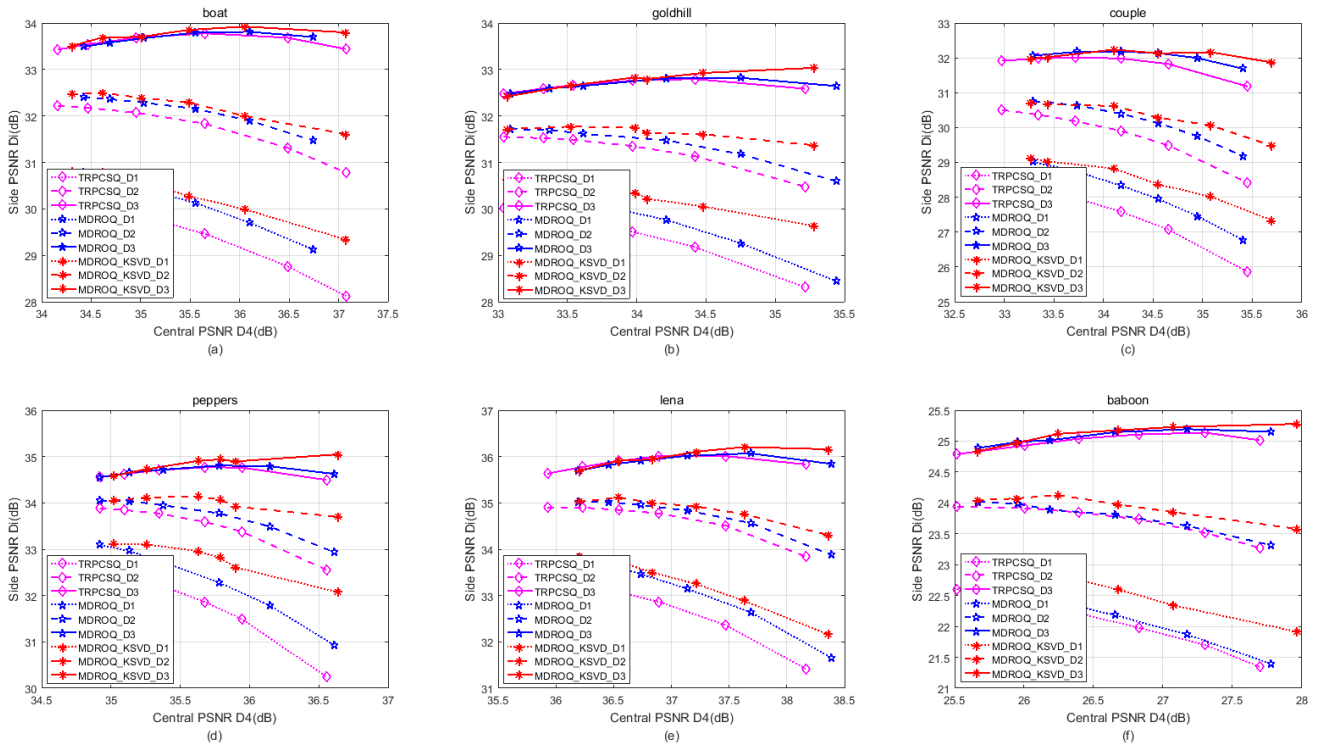 boat
34
33
32
31
30
29
28
Side PSNR Di(dB)
TRPCSQ_D1
TRPCSQ_D2
TRPCSQ_D3
MDROQ_D1
MDROQ_D2
MDROQ_D3
MDROQ_KSVD_D1
MDROQ_KSVD_D2
MDROQ_KSVD_D3
34 34.5 35 35.5 36 36.5 37 37.5
Central PSNR D4(dB)
(a)
goldhill
34
33
32
31
30
29
28
Side PSNR Di(dB)
TRPCSQ_D1
TRPCSQ_D2
TRPCSQ_D3
MDROQ_D1
MDROQ_D2
MDROQ_D3
MDROQ_KSVD_D1
MDROQ_KSVD_D2
MDROQ_KSVD_D3
33 33.5 34 34.5 35 35.5
Central PSNR D4(dB)
(b)
couple
33
32
31
30
29
28
27
26
25
Side PSNR Di(dB)
TRPCSQ_D1
TRPCSQ_D2
TRPCSQ_D3
MDROQ_D1
MDROQ_D2
MDROQ_D3
MDROQ_KSVD_D1
MDROQ_KSVD_D2
MDROQ_KSVD_D3
32.5 33 33.5 34 34.5 35 35.5 36
Central PSNR D4(dB)
(c)
peppers
36
35
34
33
32
31
30
Side PSNR Di(dB)
TRPCSQ_D1
TRPCSQ_D2
TRPCSQ_D3
MDROQ_D1
MDROQ_D2
MDROQ_D3
MDROQ_KSVD_D1
MDROQ_KSVD_D2
MDROQ_KSVD_D3
34.5 35 35.5 36 36.5 37
Central PSNR D4(dB)
(d)
lena
37
36
35
34
33
32
31
Side PSNR Di(dB)
TRPCSQ_D1
TRPCSQ_D2
TRPCSQ_D3
MDROQ_D1
MDROQ_D2
MDROQ_D3
MDROQ_KSVD_D1
MDROQ_KSVD_D2
MDROQ_KSVD_D3
35.5 36 36.5 37 37.5 38 38.5
Central PSNR D4(dB)
(e)
baboon
25.5
25
24.5
24
23.5
23
22.5
22
21.5
21
Side PSNR Di(dB)
TRPCSQ_D1
TRPCSQ_D2
TRPCSQ_D3
MDROQ_D1
MDROQ_D2
MDROQ_D3
MDROQ_KSVD_D1
MDROQ_KSVD_D2
MDROQ_KSVD_D3
25.5 26 26.5 27 27.5 28
Central PSNR D4(dB)
(f)